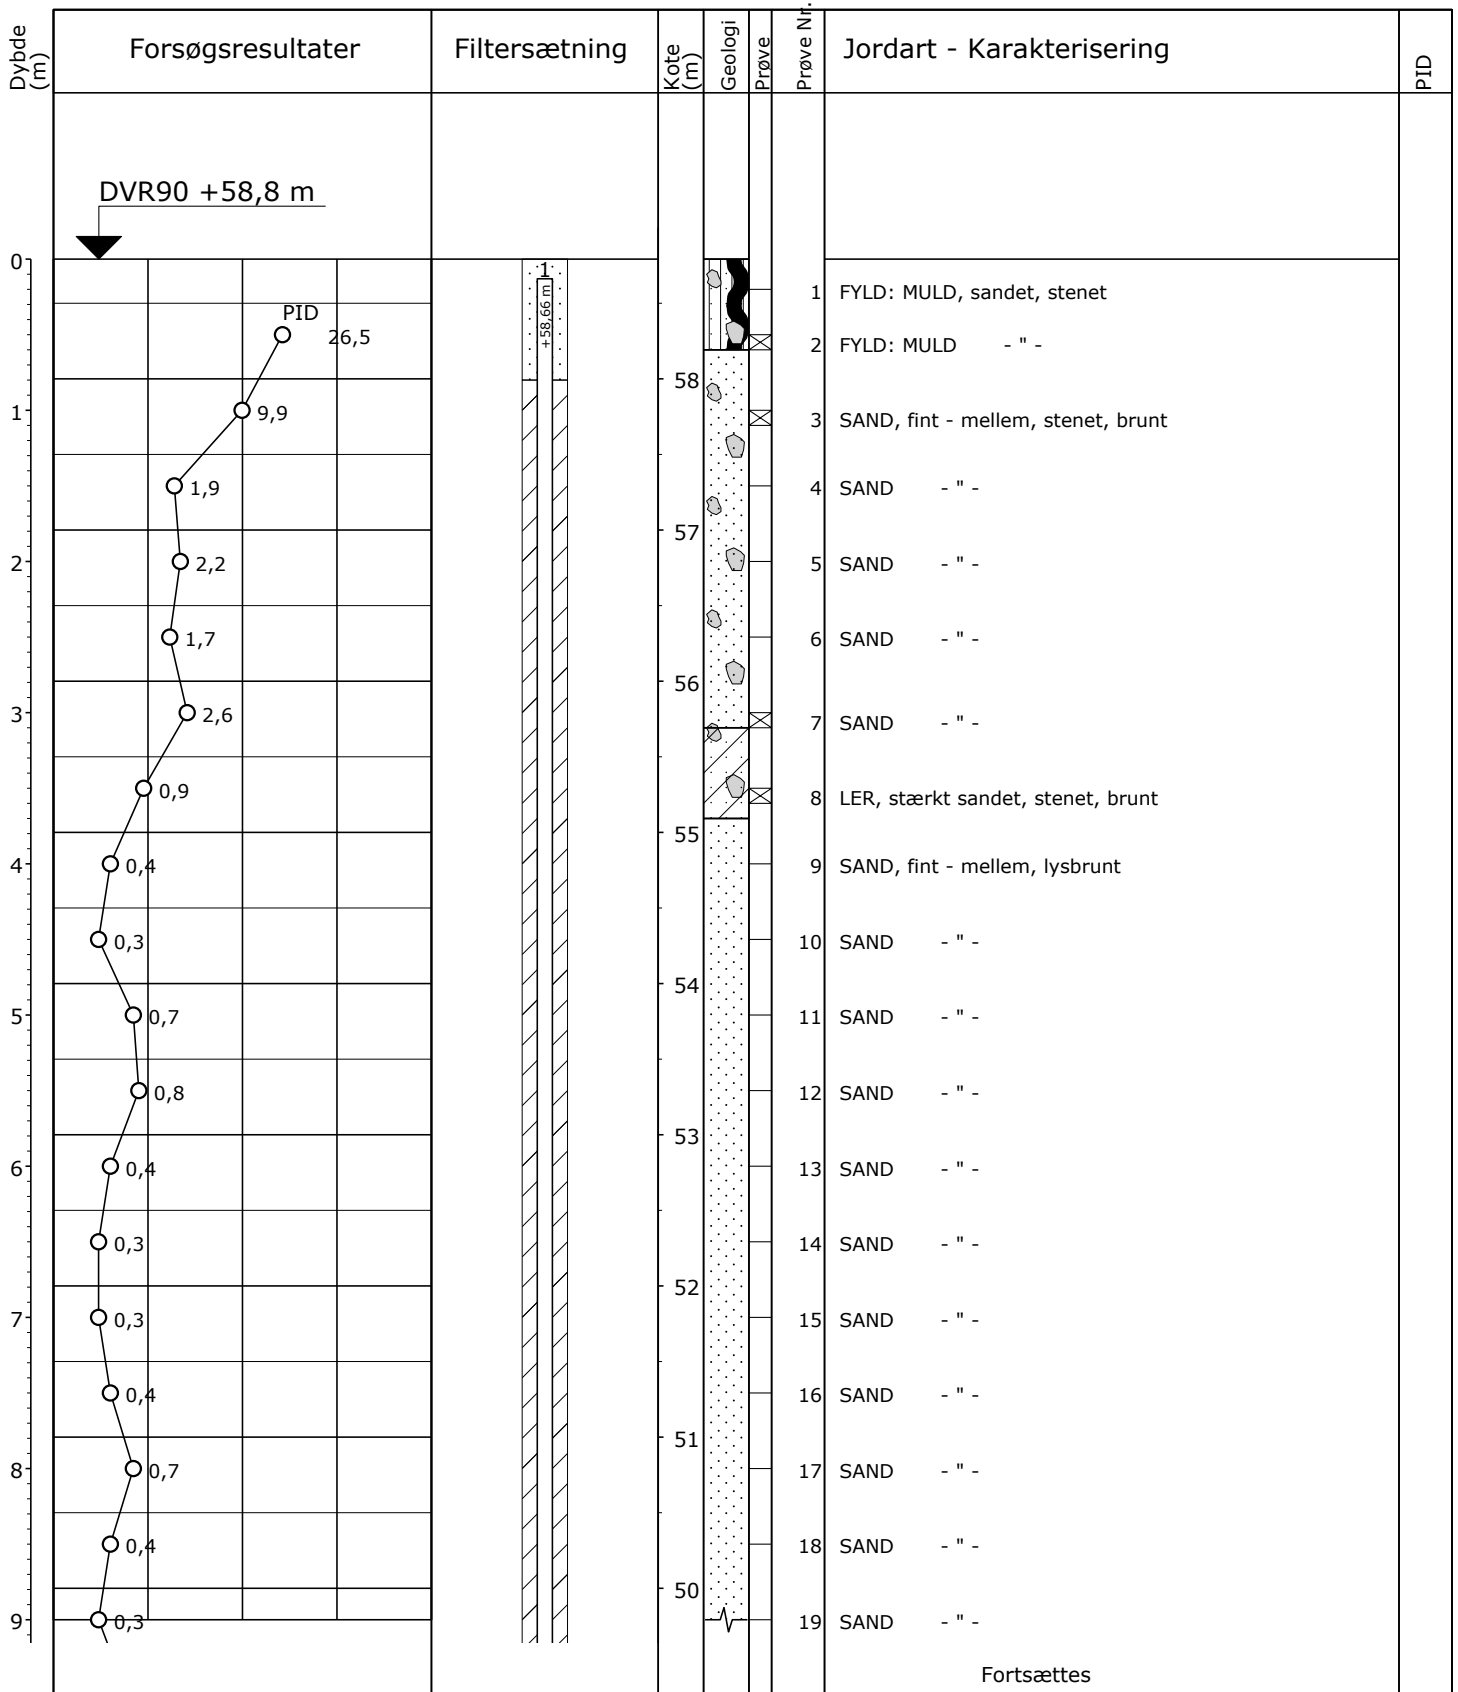 Dybde (m) Forsøgsresultater Filtersætning Kote (m) Geologi Prøve Prøve Nr. Jordart - Karakterisering PID
DVR90 +58,8 m
0 1
+58,66 m
1 FYLD: MULD, sandet, stenet
PID
26,5
2 FYLD: MULD - " -
58
1 9,9
3 SAND, fint - mellem, stenet, brunt
1,9
4 SAND - " -
57
2 2,2
5 SAND - " -
1,7
6 SAND - " -
56
3 2,6
7 SAND - " -
0,9
8 LER, stærkt sandet, stenet, brunt
55
4 0,4
9 SAND, fint - mellem, lysbrunt
0,3
10 SAND - " -
54
5 0,7
11 SAND - " -
0,8
12 SAND - " -
53
6 0,4
13 SAND - " -
0,3
14 SAND - " -
52
7 0,3
15 SAND - " -
0,4
16 SAND - " -
51
8 0,7
17 SAND - " -
0,4
18 SAND - " -
50
9 0,3
19 SAND - " -
Fortsættes